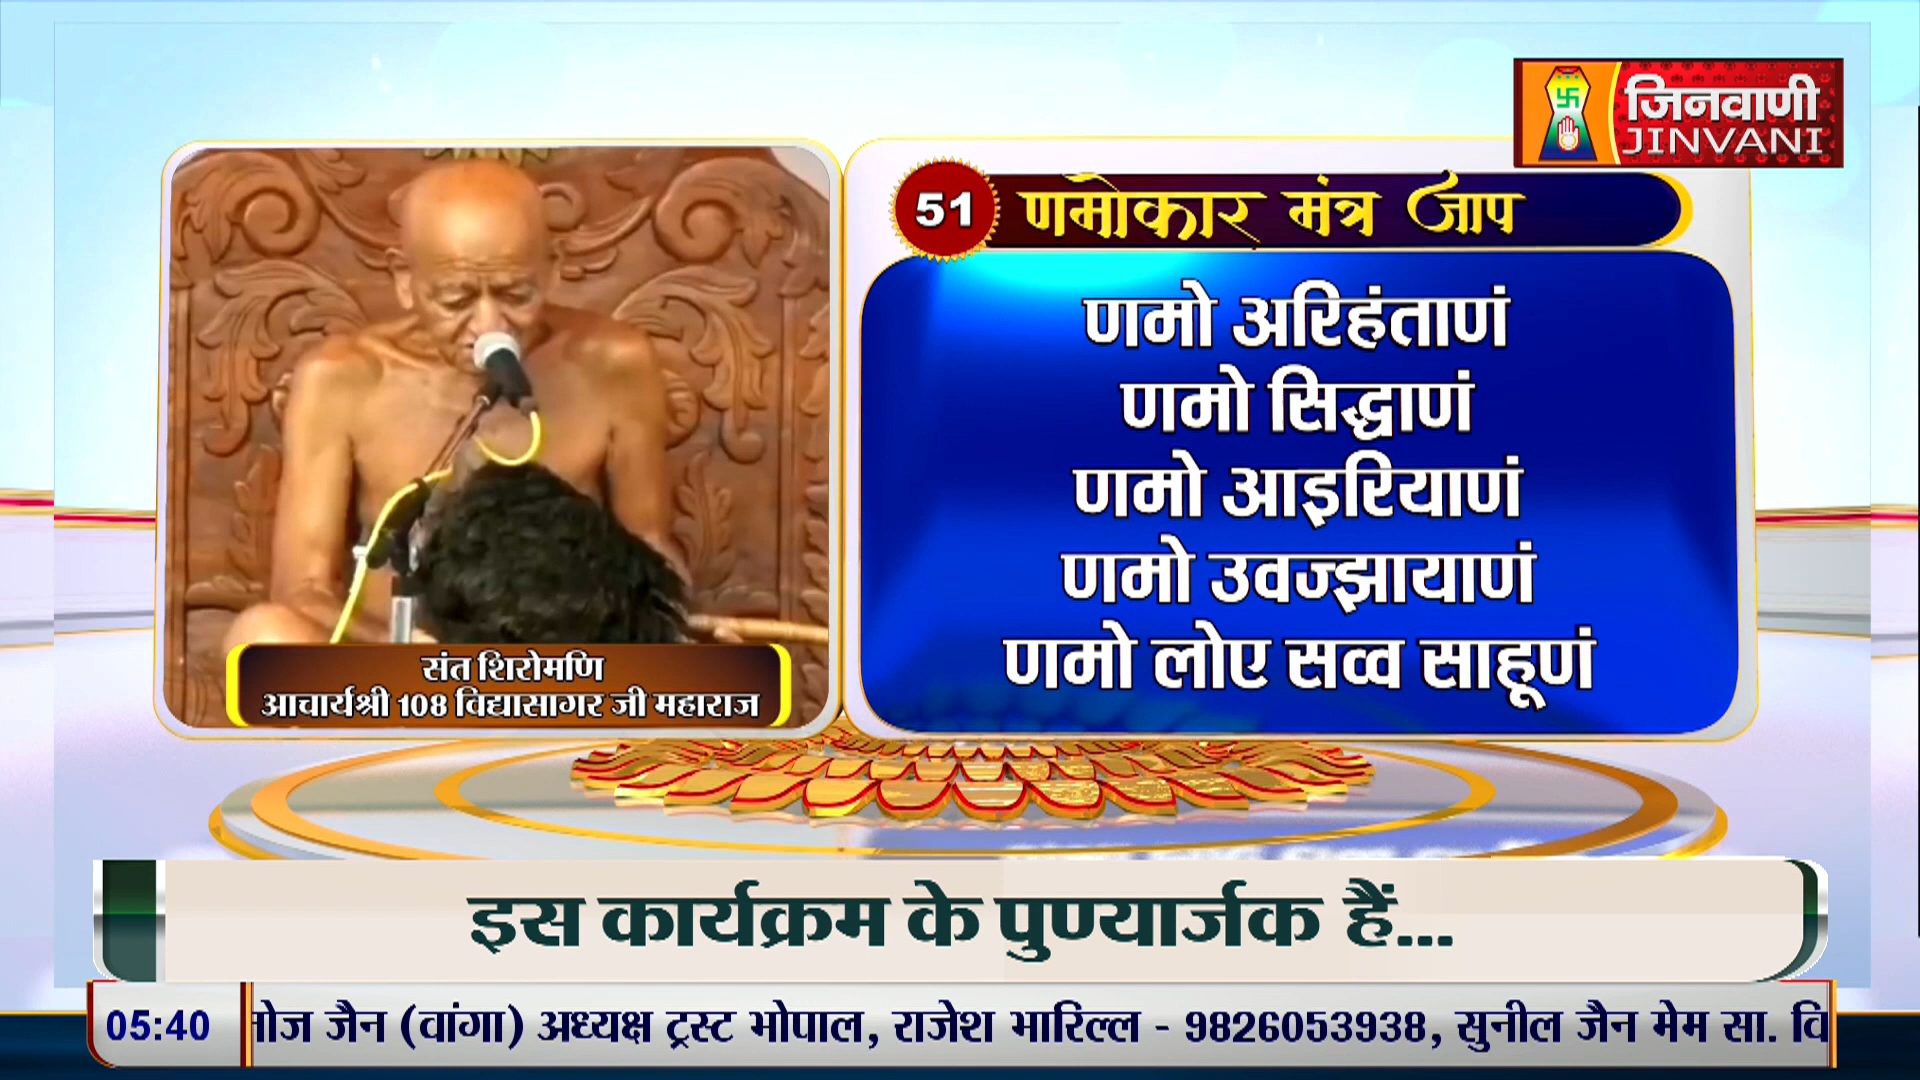 जिनवाणी
JINVANI
51 णमोकार मंत्र जाप
णमो अरिहंताणं
णमो सिद्धाणं
णमो आइरियाणं
णमो उवज्झायाणं
णमो लोए सव्व साहूणं
संत शिरोमणि
आचार्यश्री 108 विद्यासागर जी महाराज
इस कार्यक्रम के पुण्यार्जक हैं...
05:40 जैन (वांगा) अध्यक्ष ट्रस्ट भोपाल, राजेश भारिल्ल - 9826053938, सुनील जैन मेम सा.